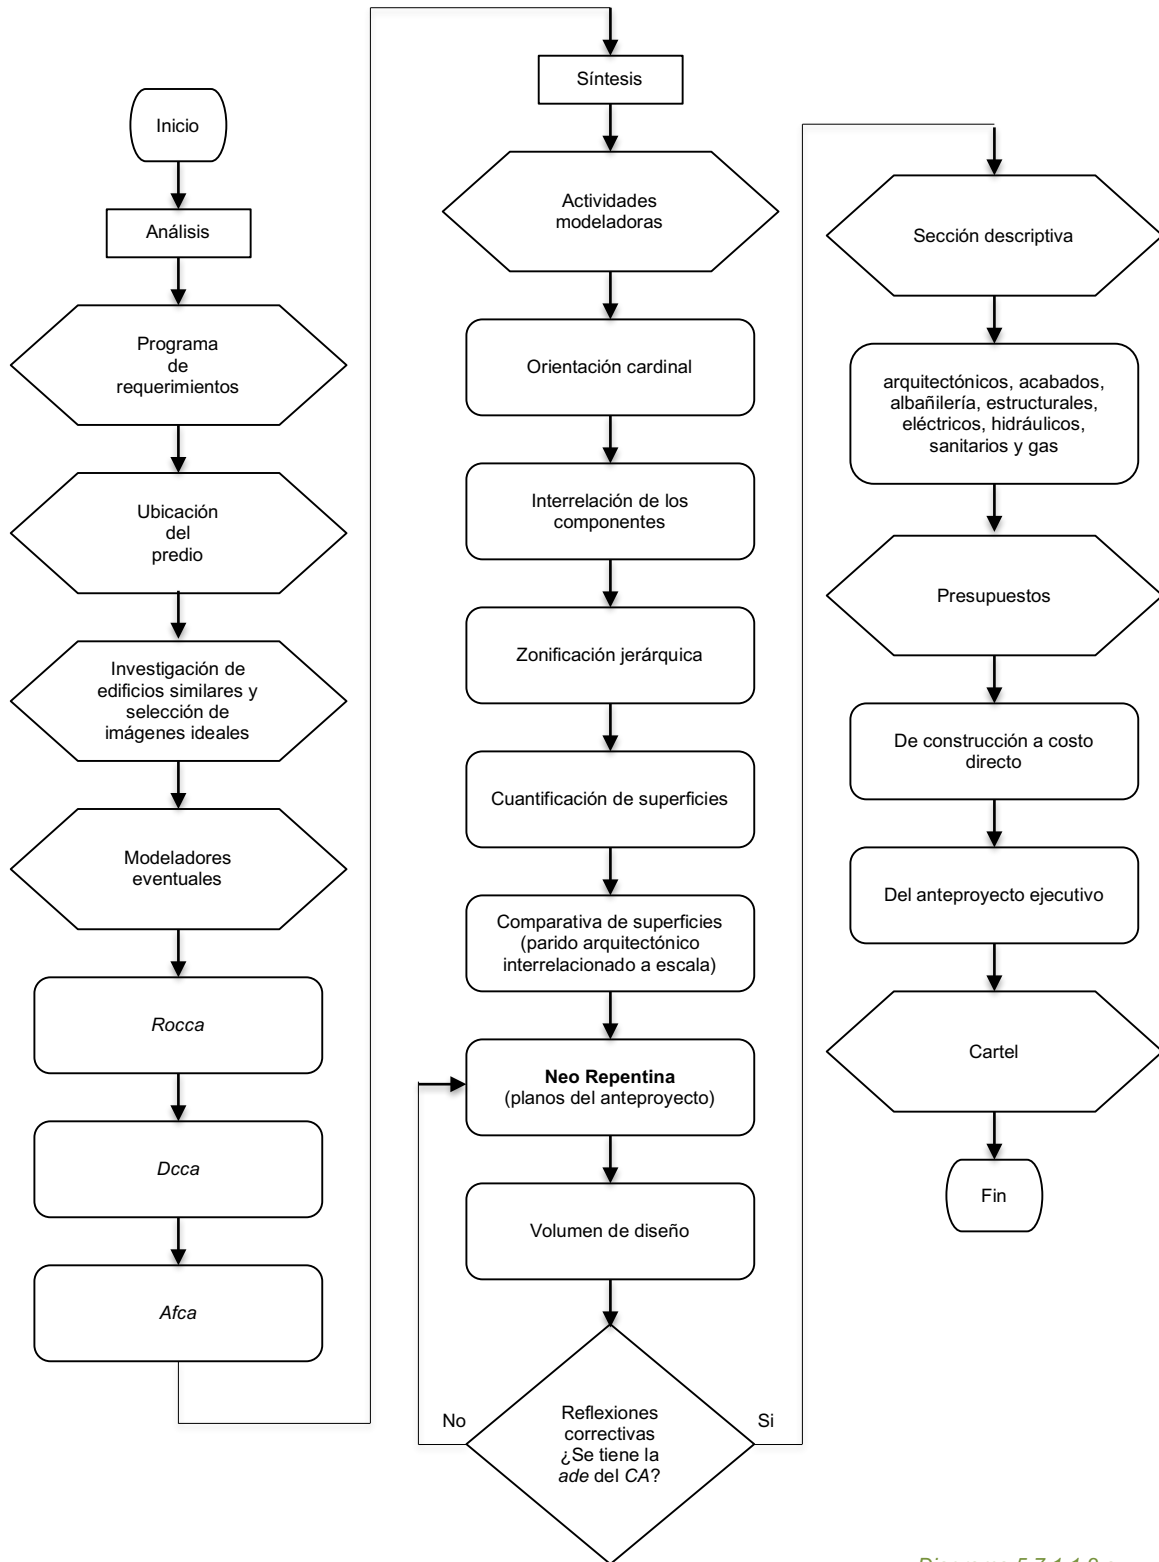 Inicio
Análisis
Programa
de
requerimientos
Ubicación
del
predio
Investigación de
edificios similares y
selección de
imágenes ideales
Modeladores
eventuales
Rocca
Dcca
Afca
Síntesis
Actividades
modeladoras
Orientación cardinal
Interrelación de los
componentes
Zonificación jerárquica
Cuantificación de superficies
Comparativa de superficies
(parido arquitectónico
interrelacionado a escala)
Neo Repentina
(planos del anteproyecto)
Volumen de diseño
No
Reflexiones
correctivas
¿Se tiene la
ade del CA?
Si
Sección descriptiva
arquitectónicos, acabados,
albañilería, estructurales,
eléctricos, hidráulicos,
sanitarios y gas
Presupuestos
De construcción a costo
directo
Del anteproyecto ejecutivo
Cartel
Fin